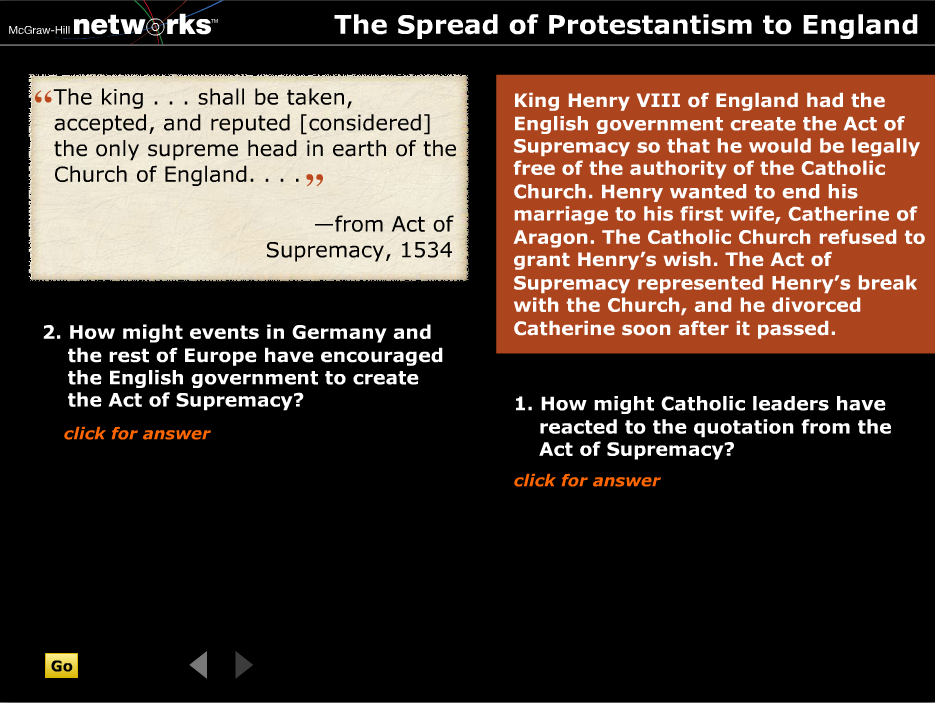 McGraw-Hill networks™
The Spread of Protestantism to England
“The king . . . shall be taken,
accepted, and reputed [considered]
the only supreme head in earth of the
Church of England. . . .”
—from Act of
Supremacy, 1534
King Henry VIII of England had the
English government create the Act of
Supremacy so that he would be legally
free of the authority of the Catholic
Church. Henry wanted to end his
marriage to his first wife, Catherine of
Aragon. The Catholic Church refused to
grant Henry’s wish. The Act of
Supremacy represented Henry’s break
with the Church, and he divorced
Catherine soon after it passed.
2. How might events in Germany and
the rest of Europe have encouraged
the English government to create
the Act of Supremacy?
click for answer
1. How might Catholic leaders have
reacted to the quotation from the
Act of Supremacy?
click for answer
Go